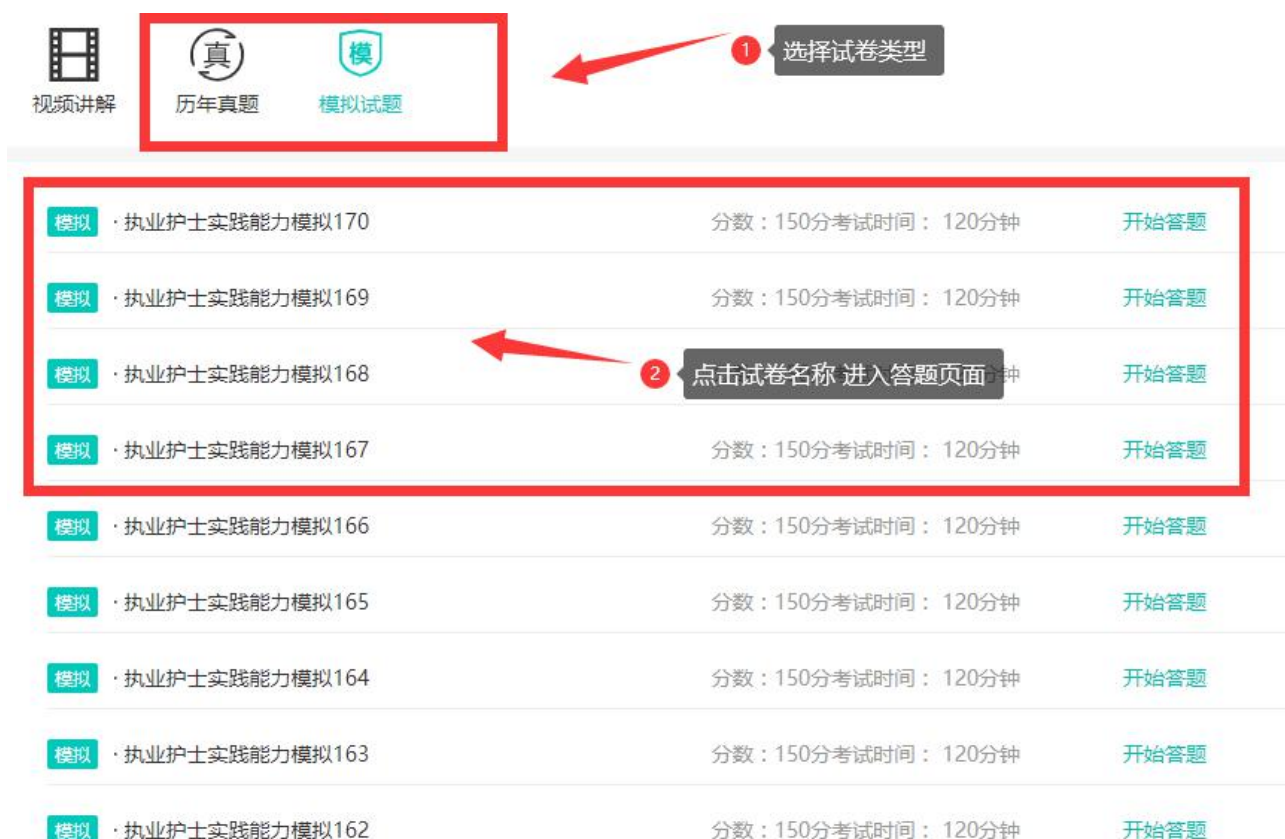 真
模
1 选择试卷类型
视频讲解 历年真题 模拟试题
模拟 · 执业护士实践能力模拟170 分数：150分考试时间： 120分钟 开始答题
模拟 · 执业护士实践能力模拟169 分数：150分考试时间： 120分钟 开始答题
模拟 · 执业护士实践能力模拟168 2 点击试卷名称 进入答题页面 钟 开始答题
模拟 · 执业护士实践能力模拟167 分数：150分考试时间： 120分钟 开始答题
模拟 · 执业护士实践能力模拟166 分数：150分考试时间： 120分钟 开始答题
模拟 · 执业护士实践能力模拟165 分数：150分考试时间： 120分钟 开始答题
模拟 · 执业护士实践能力模拟164 分数：150分考试时间： 120分钟 开始答题
模拟 · 执业护士实践能力模拟163 分数：150分考试时间： 120分钟 开始答题
模拟 · 执业护士实践能力模拟162 分数：150分考试时间： 120分钟 开始答题